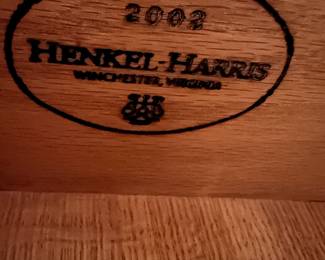 2002
HENKEL-HARRIS
WINCHESTER, VIRGINIA